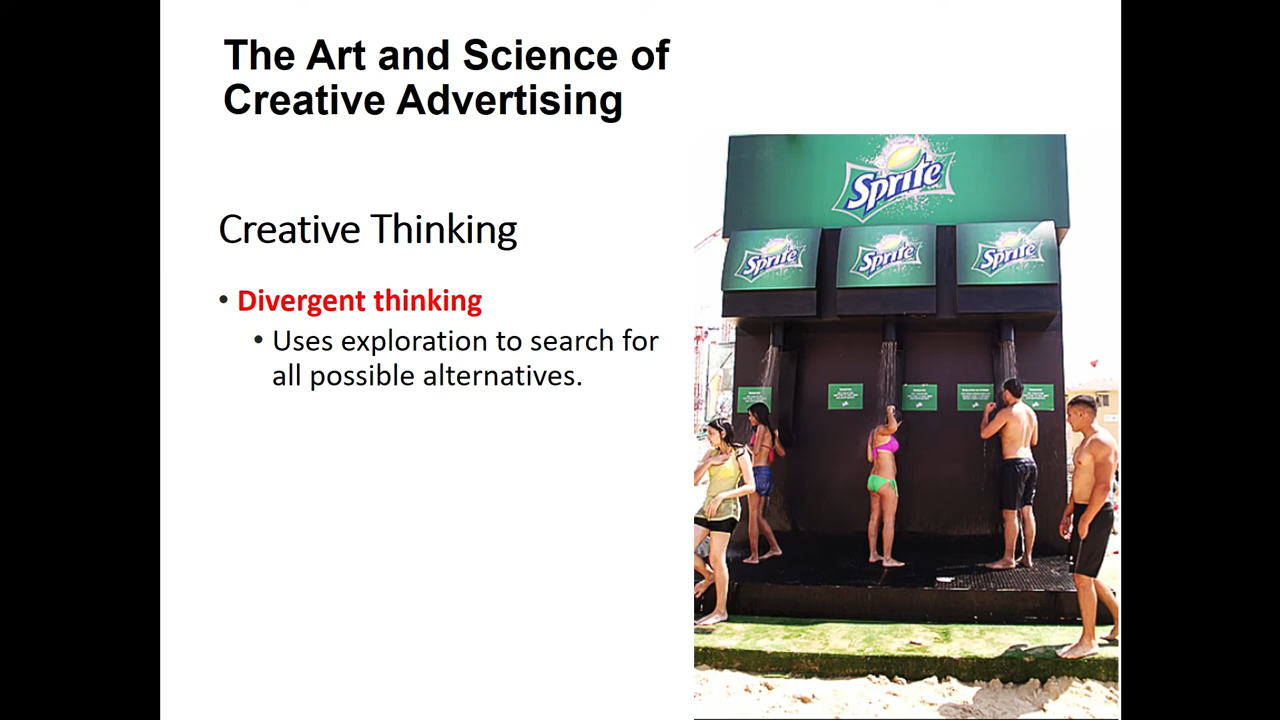 The Art and Science of
Creative Advertising
Creative Thinking
• Divergent thinking
• Uses exploration to search for
all possible alternatives.
Sprite
Sprite
Sprite
Sprite